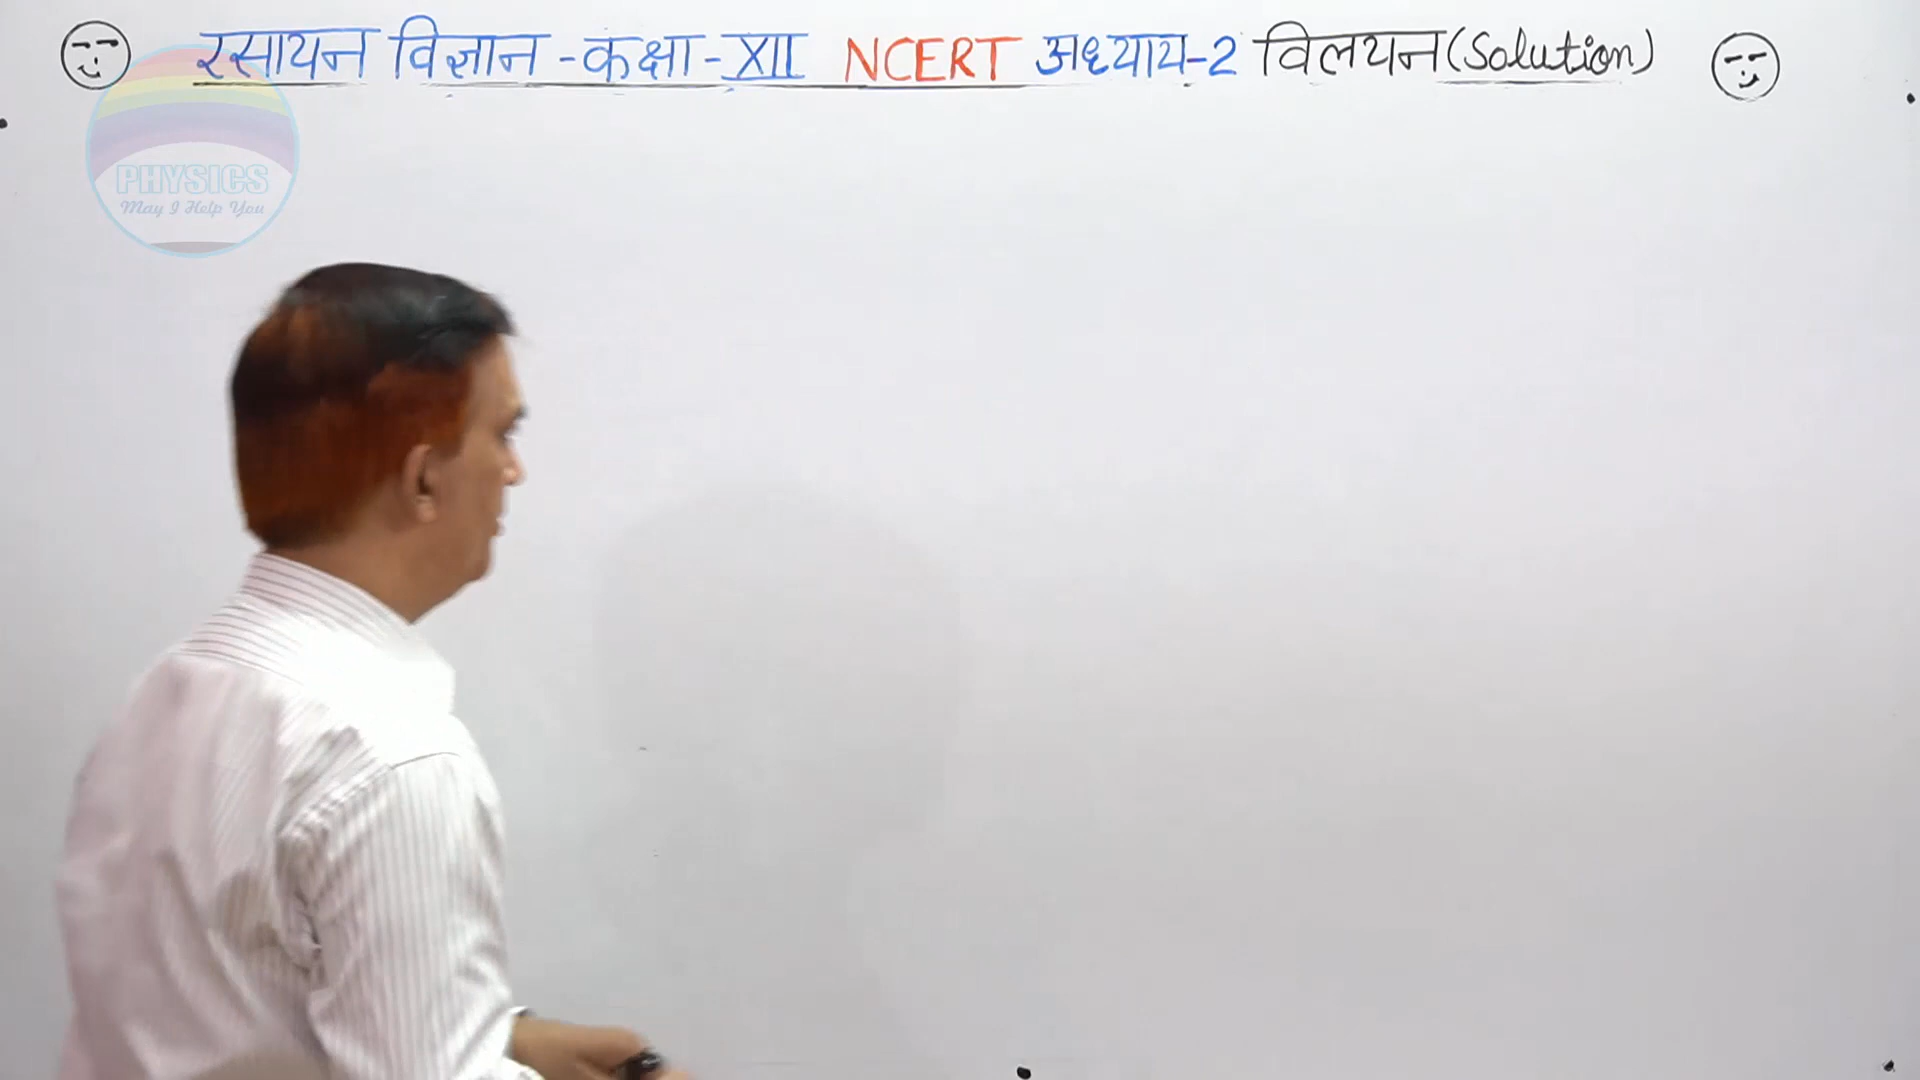 रसायन विज्ञान - कक्षा - XII NCERT अध्याय-2 विलयन (Solution)
PHYSICS
May I Help You